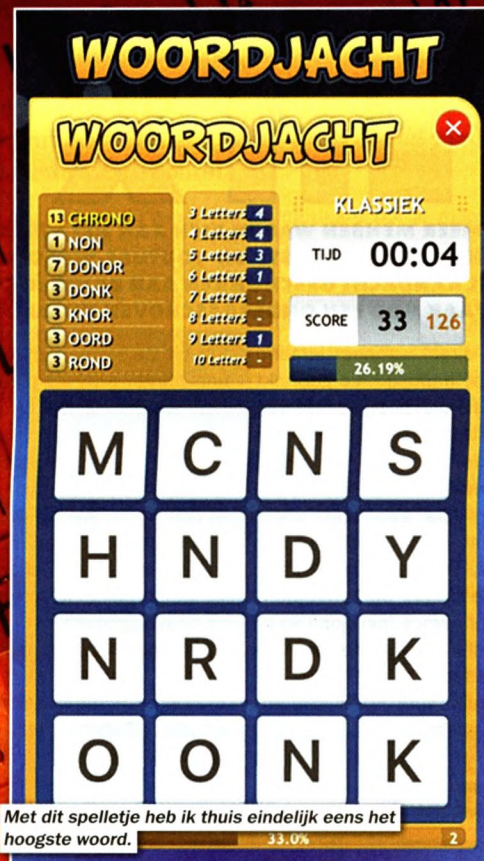 WOORDJACHT
WOORDJACHT
13 CHRONO
1 NON
7 DONOR
3 DONK
3 KNOR
3 OORD
3 ROND
3 Letters 4
4 Letters 4
5 Letters 3
6 Letters 1
7 Letters -
8 Letters -
9 Letters 1
10 Letters -
KLASSIEK
TIJD 00:04
SCORE 33 126
26.19%
M C N S
H N D Y
N R D K
O O N K
Met dit spelletje heb ik thuis eindelijk eens het
hoogste woord.
33.0% 2